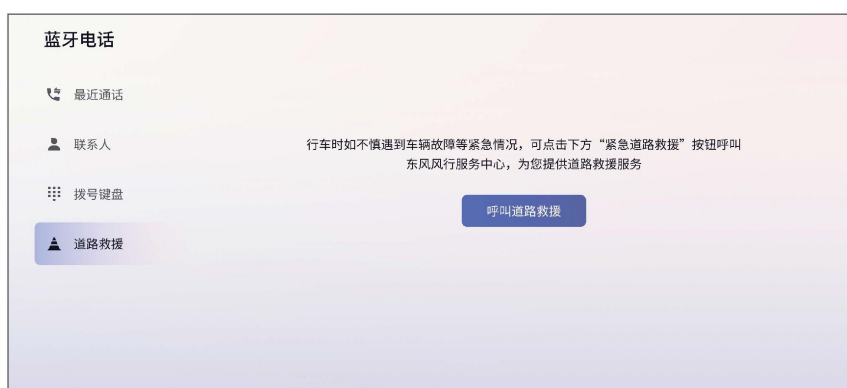 蓝牙电话
最近通话
联系人
拨号键盘
道路救援
行车时如不慎遇到车辆故障等紧急情况，可点击下方“紧急道路救援”按钮呼叫
东风风行服务中心，为您提供道路救援服务
呼叫道路救援